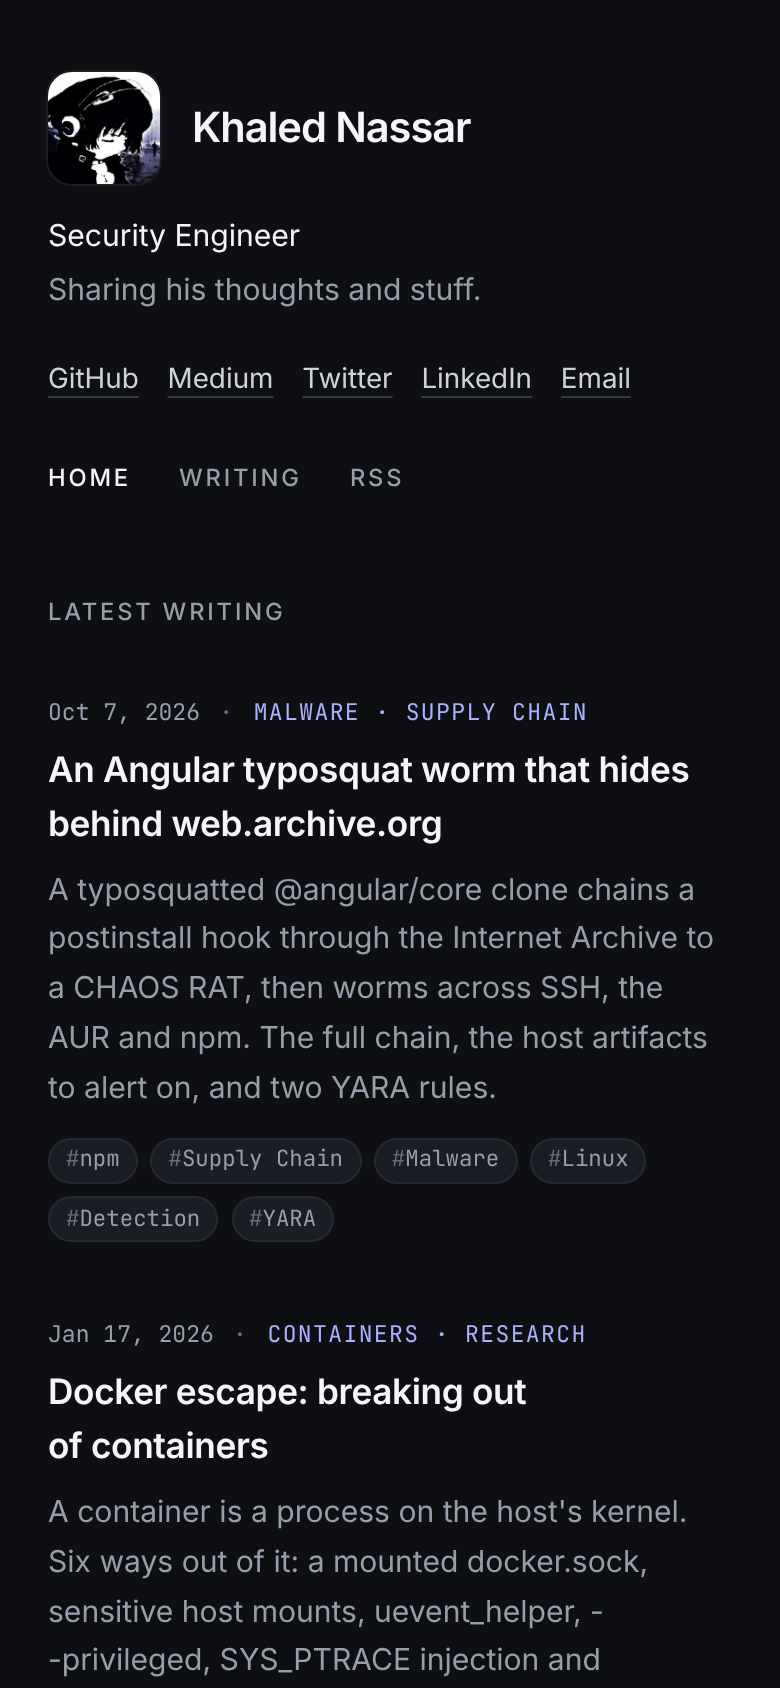 Khaled Nassar
Security Engineer
Sharing his thoughts and stuff.
GitHub Medium Twitter LinkedIn Email
HOME WRITING RSS
LATEST WRITING
Oct 7, 2026 · MALWARE · SUPPLY CHAIN
An Angular typosquat worm that hides
behind web.archive.org
A typosquatted @angular/core clone chains a
postinstall hook through the Internet Archive to
a CHAOS RAT, then worms across SSH, the
AUR and npm. The full chain, the host artifacts
to alert on, and two YARA rules.
#npm #Supply Chain #Malware #Linux
#Detection #YARA
Jan 17, 2026 · CONTAINERS · RESEARCH
Docker escape: breaking out
of containers
A container is a process on the host's kernel.
Six ways out of it: a mounted docker.sock,
sensitive host mounts, uevent_helper, -
-privileged, SYS_PTRACE injection and